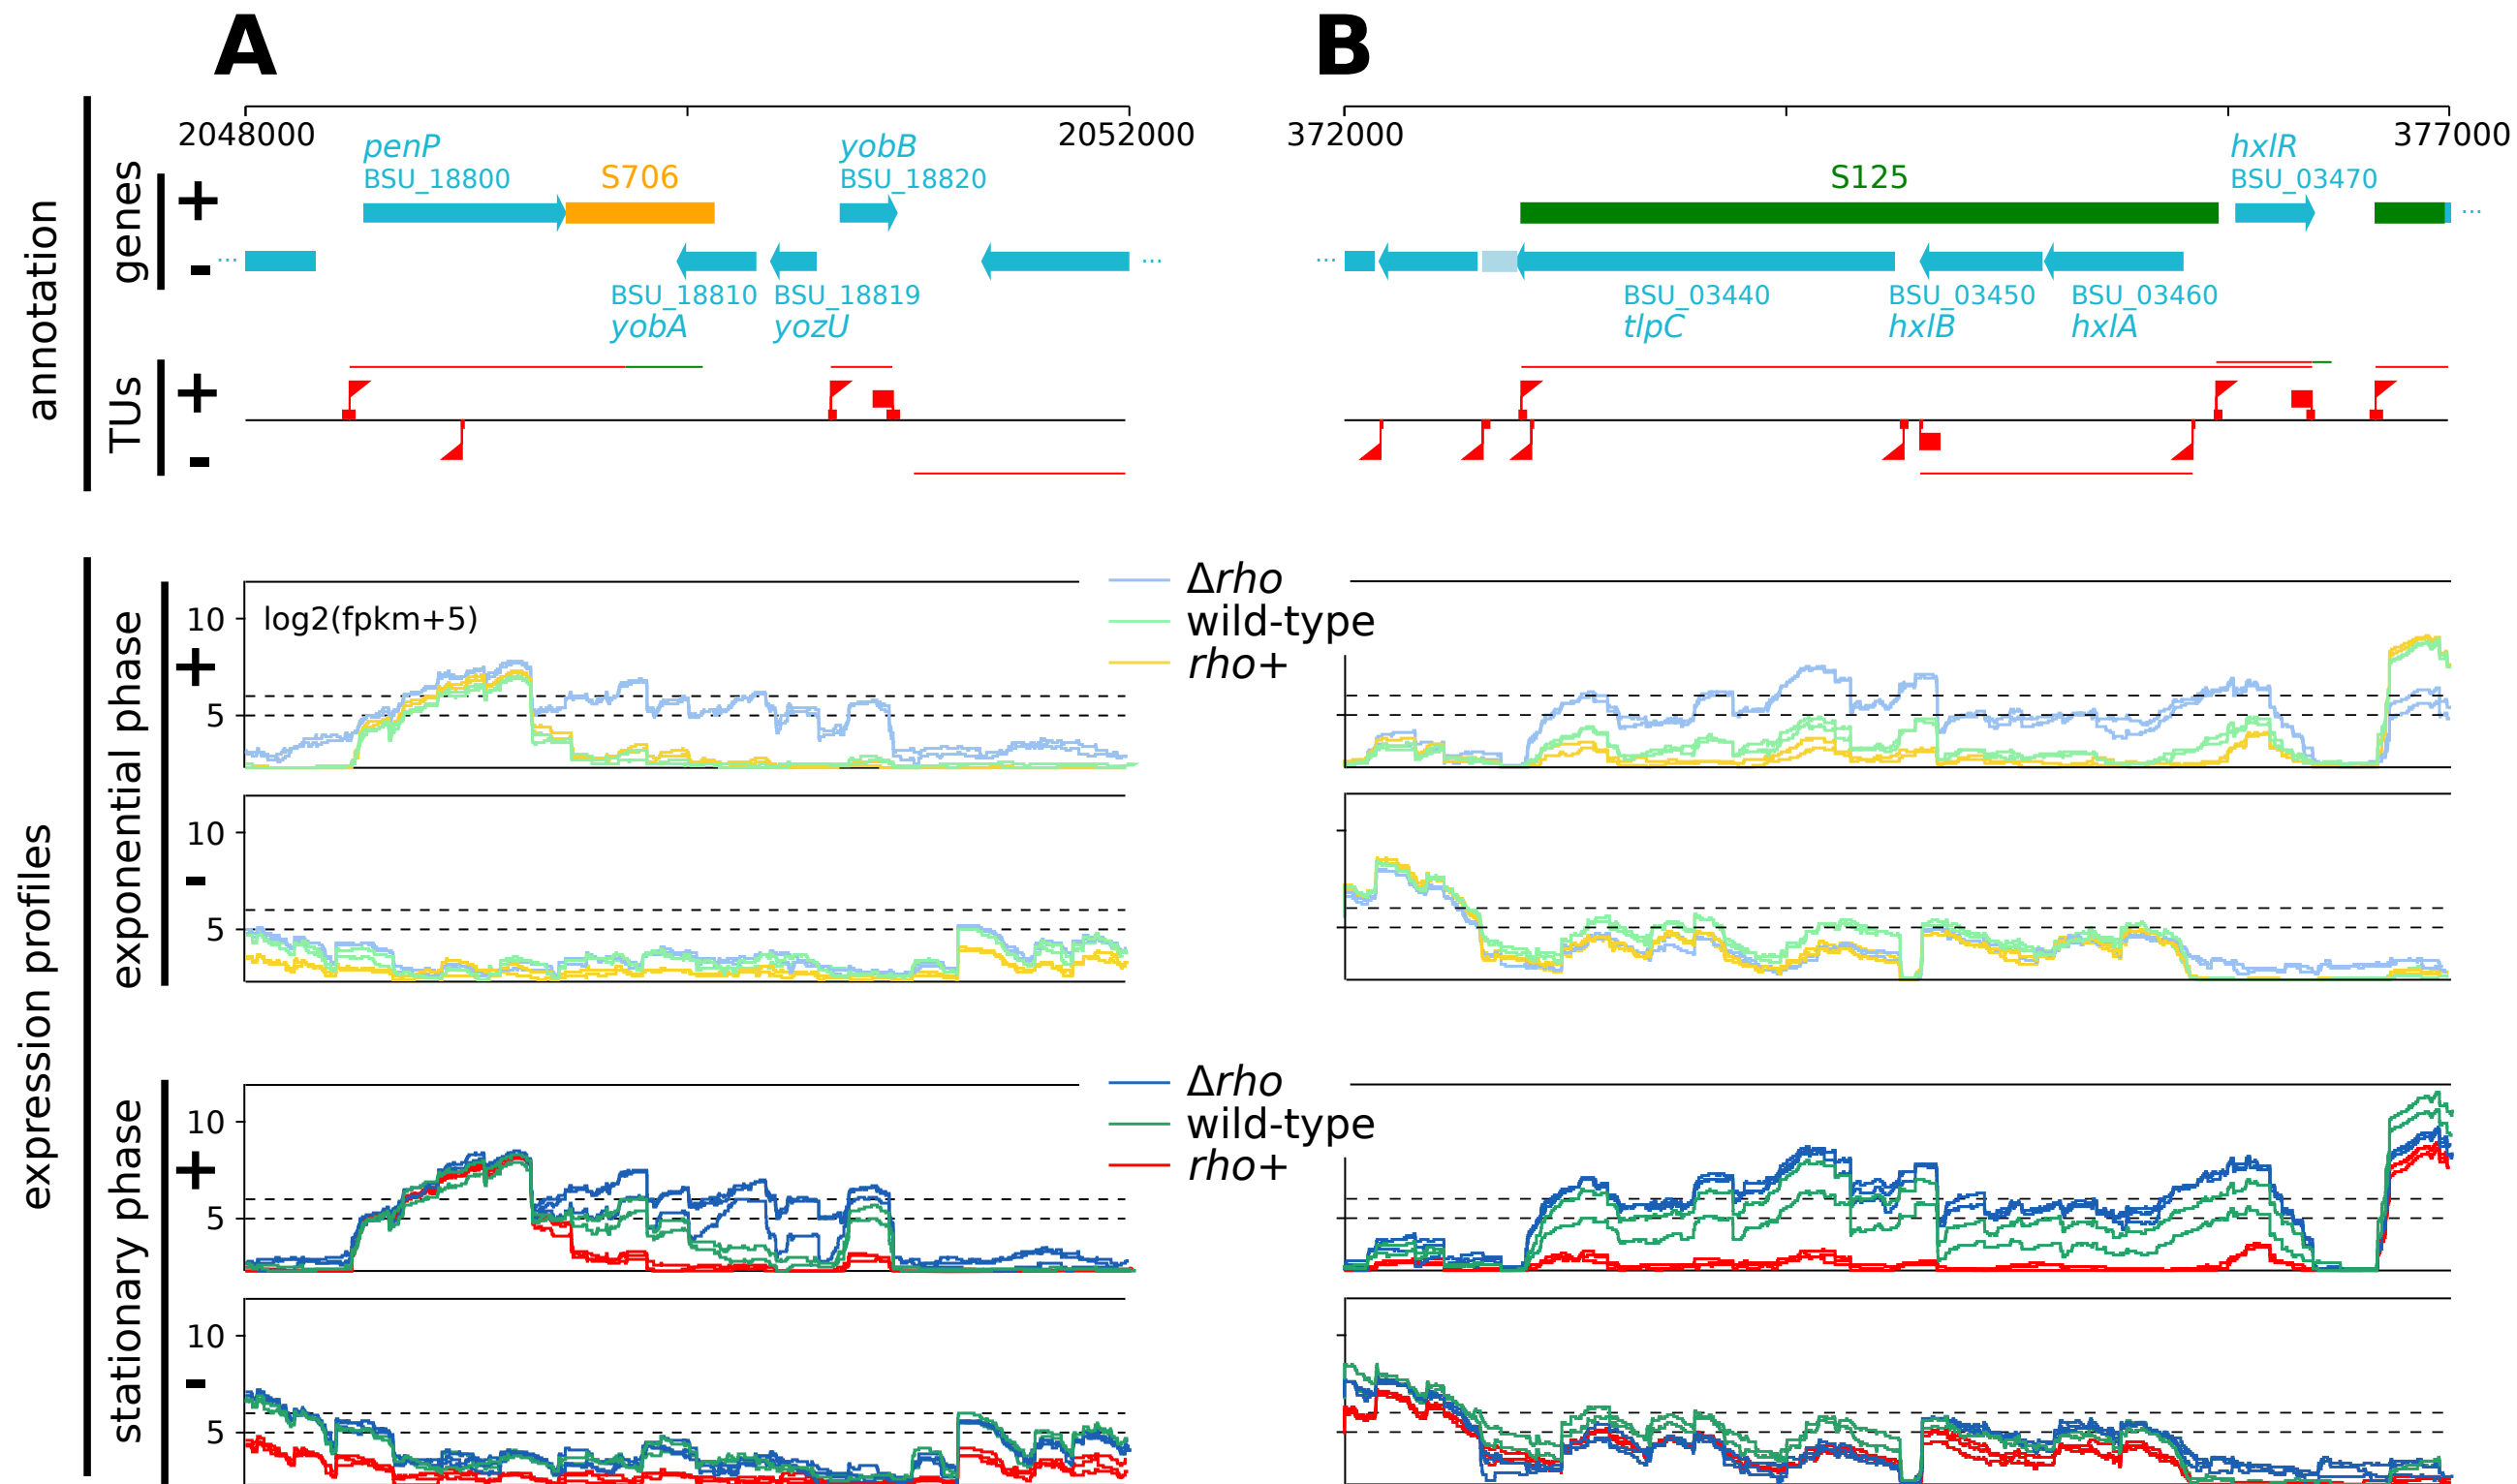 A
B
2048000
2052000
372000
377000
penP
BSU_18800
S706
yobB
BSU_18820
S125
hxlR
BSU_03470
+
-
...
...
...
...
BSU_18810
yobA
BSU_18819
yozU
BSU_03440
tlpC
BSU_03450
hxlB
BSU_03460
hxlA
annotation
genes
TUs
+
-
expression profiles
exponential phase
log2(fpkm+5)
10
5
+
Δrho
wild-type
rho+
10
5
-
stationary phase
10
5
+
Δrho
wild-type
rho+
10
5
-